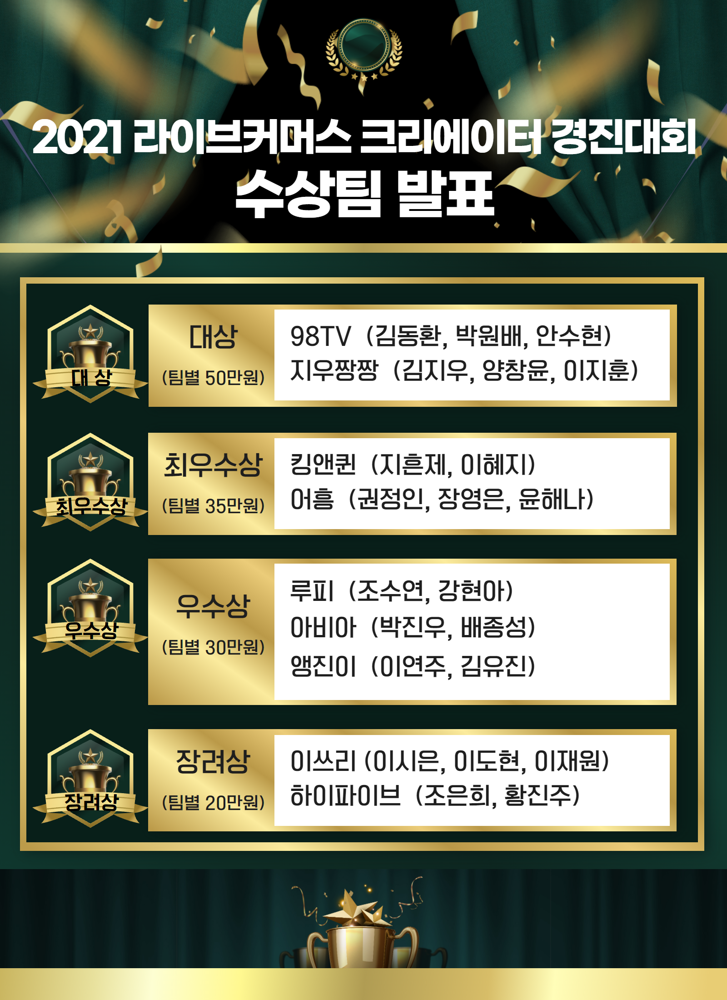 2021 라이브커머스 크리에이터 경진대회
수상팀 발표
대 상
대상
(팀별 50만원)
98TV (김동환, 박원배, 안수현)
지우짱짱 (김지우, 양창윤, 이지훈)
최우수상
최우수상
(팀별 35만원)
킹앤퀸 (지흔제, 이혜지)
어흥 (권정인, 장영은, 윤해나)
우수상
우수상
(팀별 30만원)
루피 (조수연, 강현아)
아비아 (박진우, 배종성)
앵진이 (이연주, 김유진)
장려상
장려상
(팀별 20만원)
이쓰리 (이시은, 이도현, 이재원)
하이파이브 (조은희, 황진주)